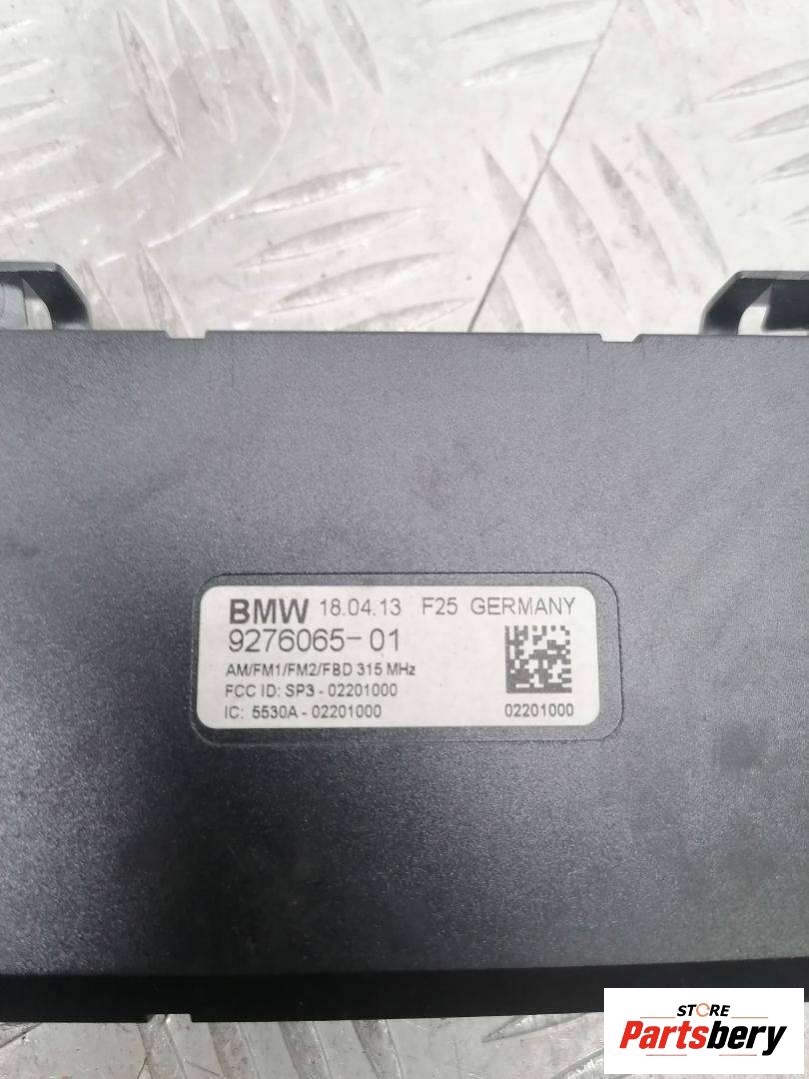 BMW 18.04.13 F25 GERMANY
9276065-01
AM/FM1/FM2/FBD 315 MHz
FCC ID: SP3-02201000
IC: 5530A-02201000
02201000
STORE
Partsbery